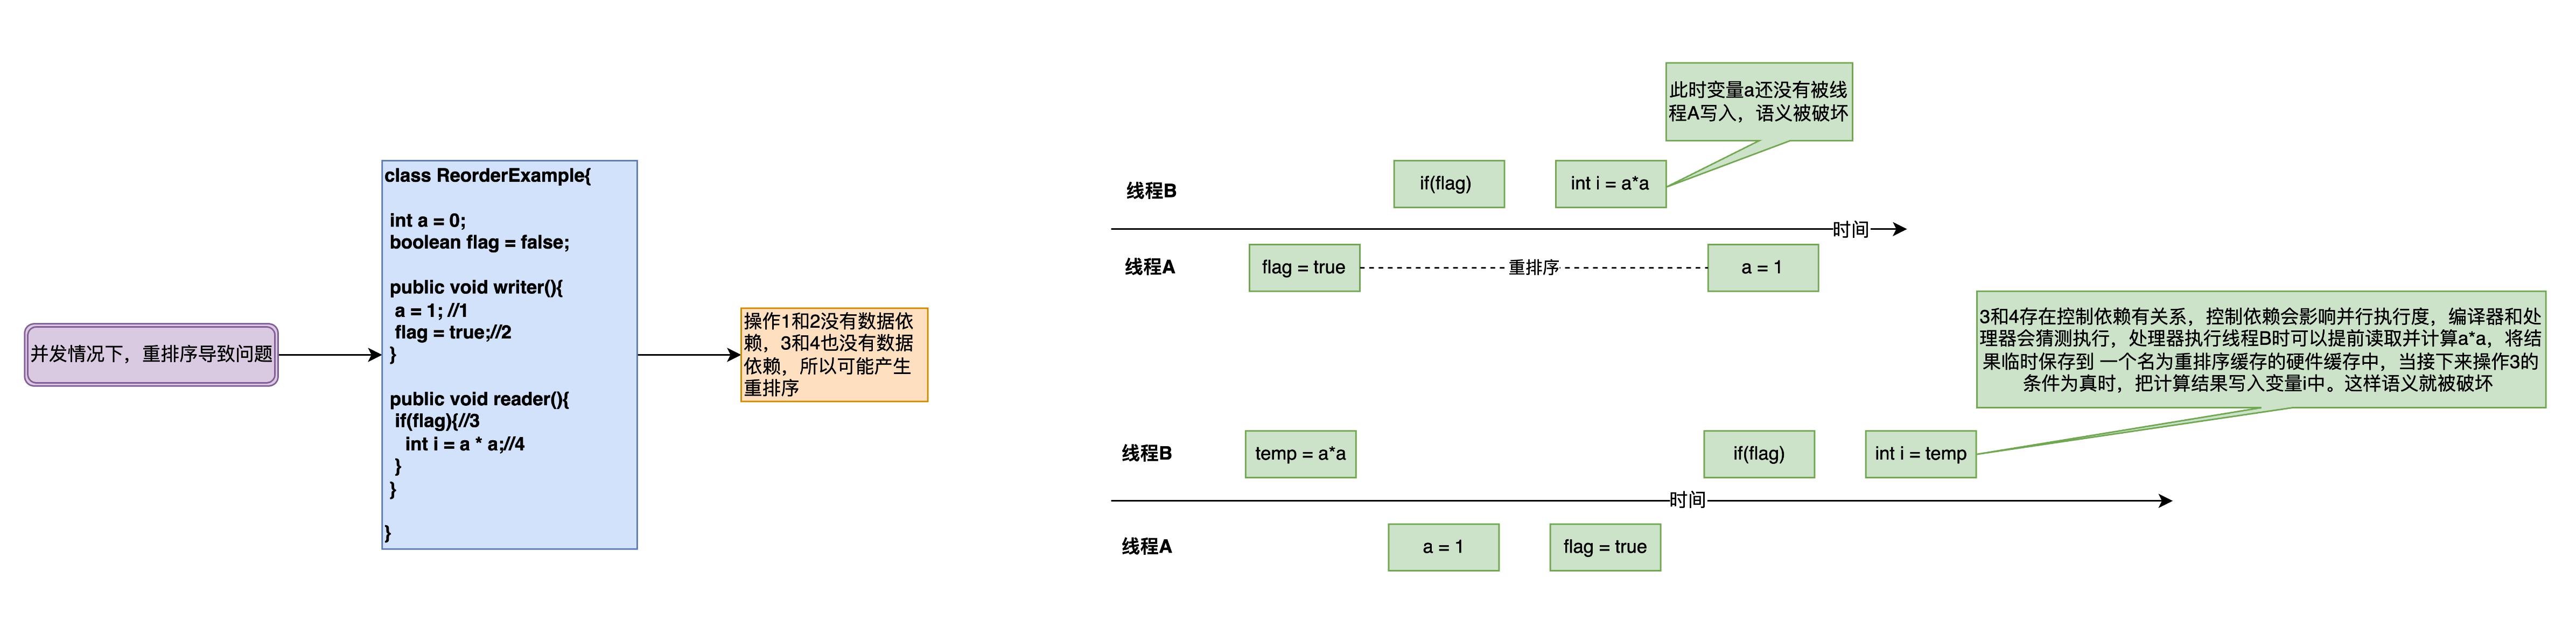 并发情况下，重排序导致问题
class ReorderExample{
int a = 0;
boolean flag = false;
public void writer(){
a = 1; //1
flag = true;//2
}
public void reader(){
if(flag){//3
int i = a * a;//4
}
}
}
操作1和2没有数据依
赖，3和4也没有数据
依赖，所以可能产生
重排序
此时变量a还没有被线
程A写入，语义被破坏
线程B
if(flag)
int i = a*a
时间
线程A
flag = true
重排序
a = 1
3和4存在控制依赖有关系，控制依赖会影响并行执行度，编译器和处
理器会猜测执行，处理器执行线程B时可以提前读取并计算a*a，将结
果临时保存到 一个名为重排序缓存的硬件缓存中，当接下来操作3的
条件为真时，把计算结果写入变量i中。这样语义就被破坏
线程B
temp = a*a
if(flag)
int i = temp
时间
线程A
a = 1
flag = true